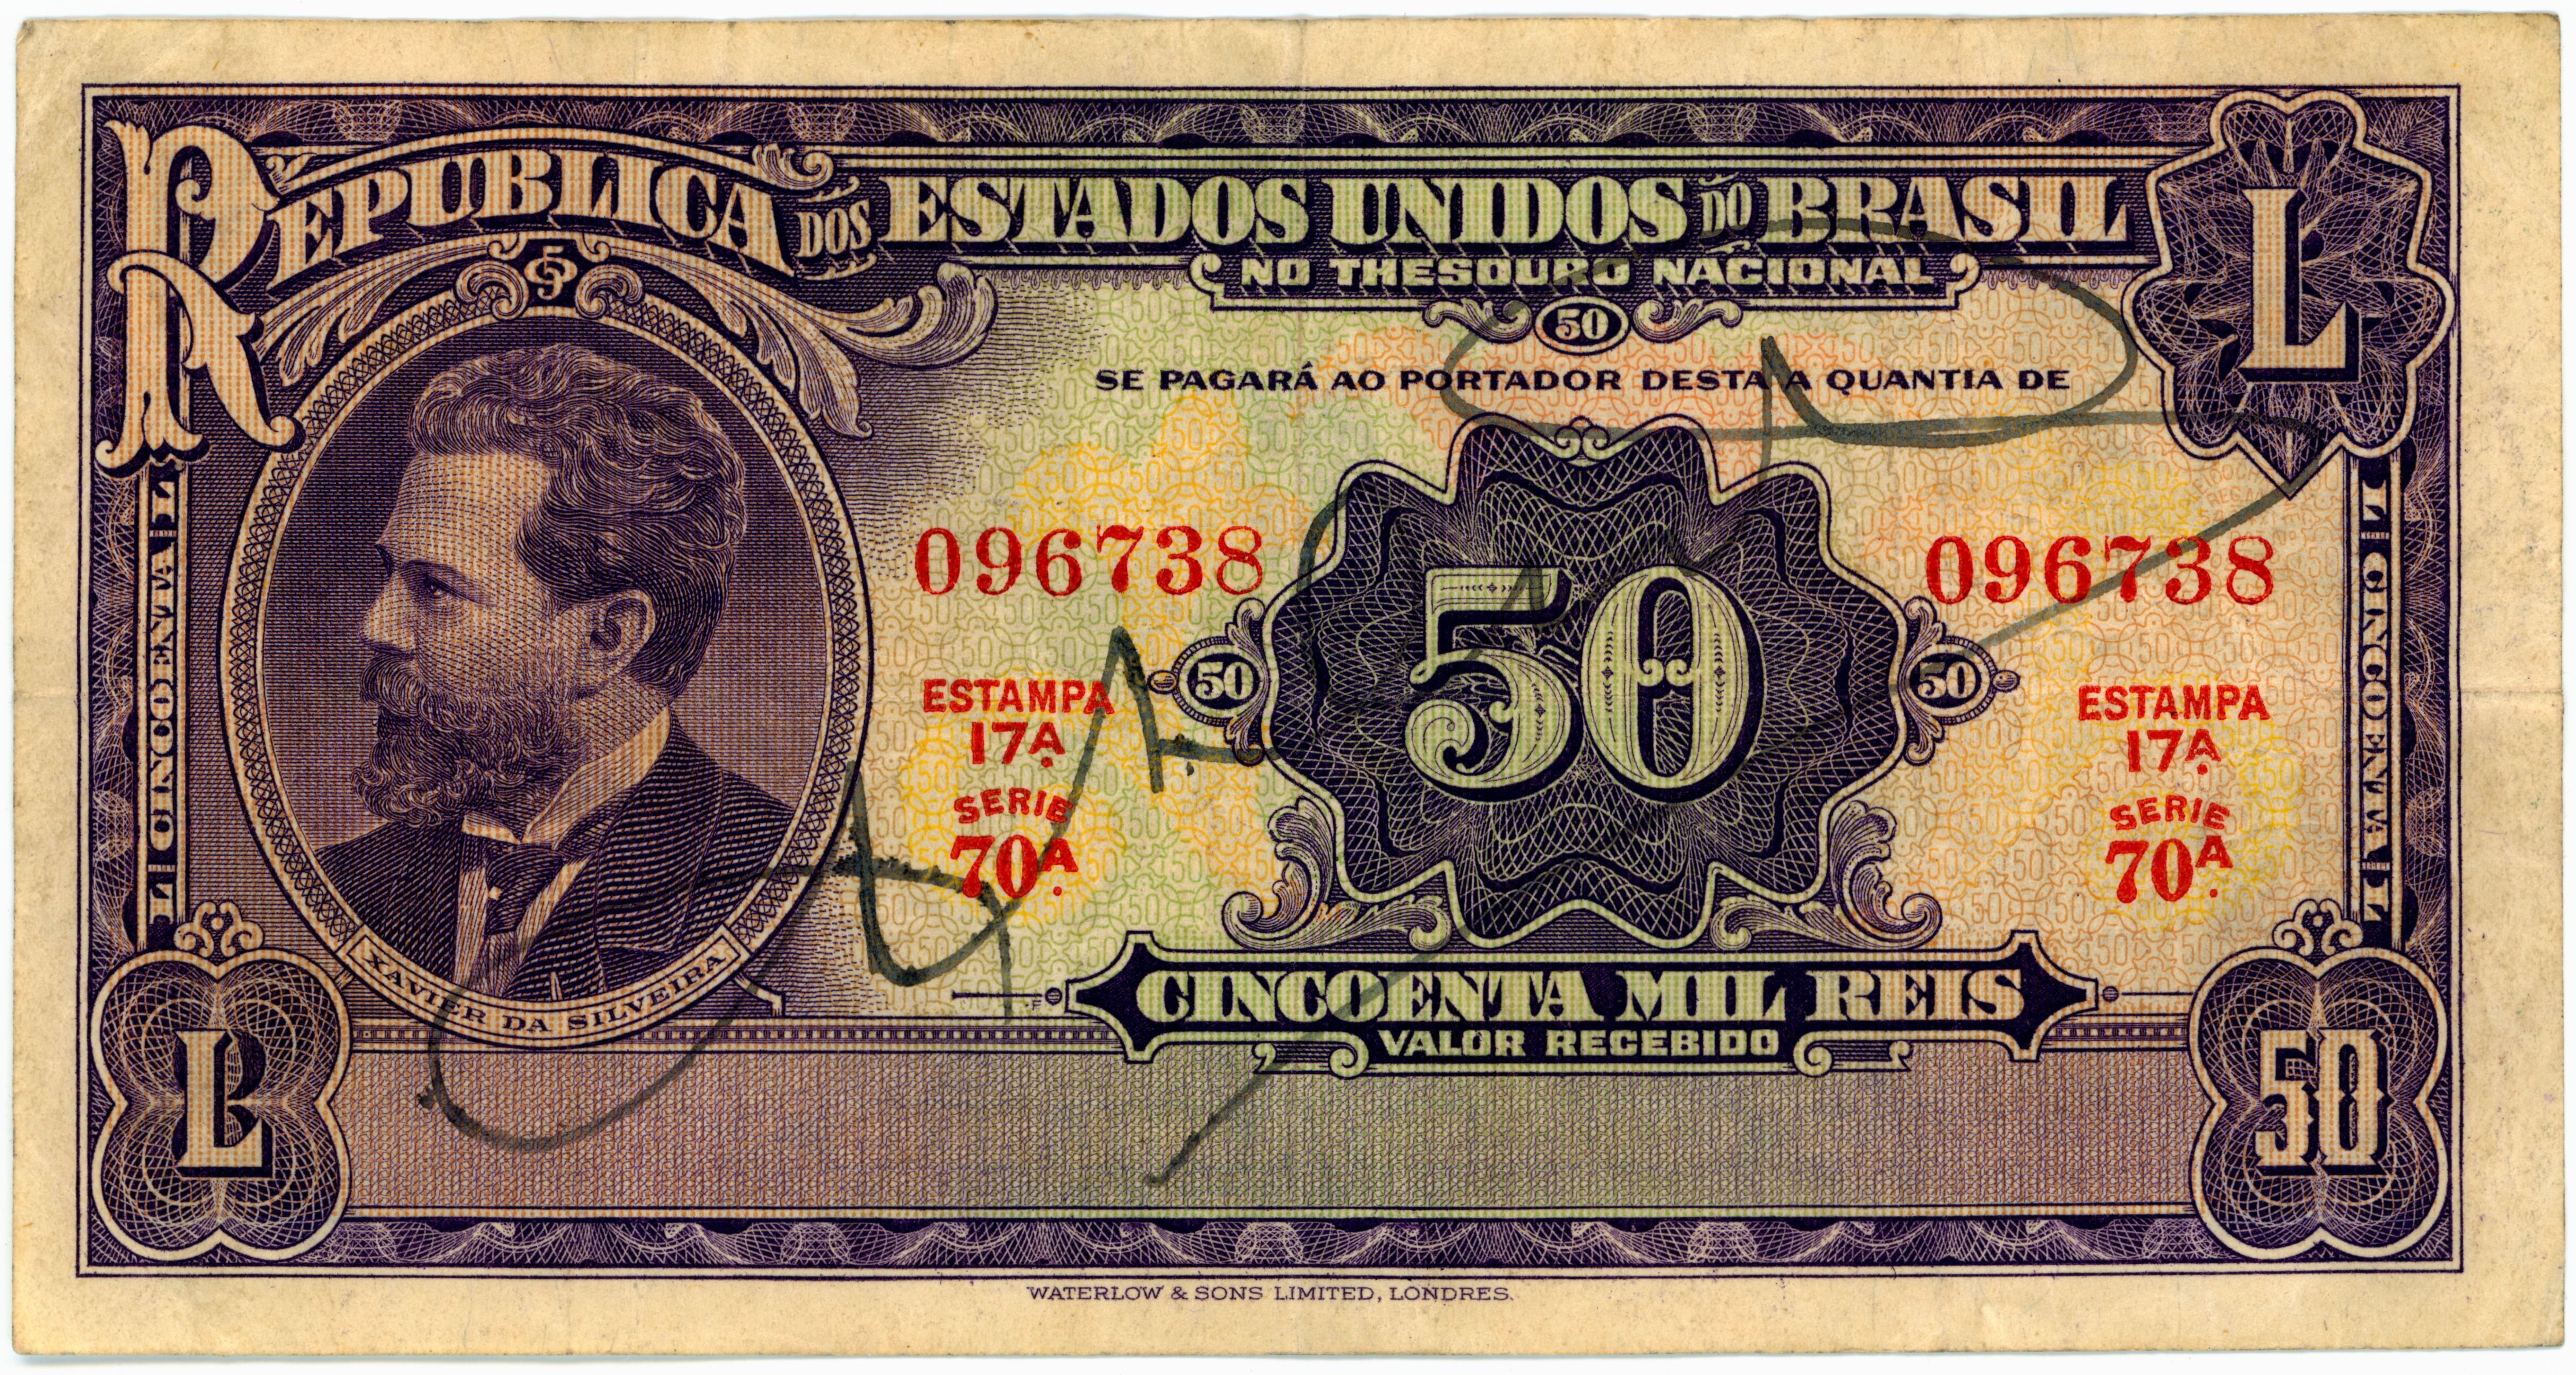 REPUBLICA DOS ESTADOS UNIDOS DO BRASIL
NO THESOURO NACIONAL
L
50
50
SE PAGARÁ AO PORTADOR DESTA A QUANTIA DE
096738
096738
50
50
50
ESTAMPA
17A
SERIE
70A.
ESTAMPA
17A
SERIE
70A.
L CINCOENTA L
L CINCOENTA L
XAVIER DA SILVEIRA
CINCOENTA MIL REIS
VALOR RECEBIDO
L
50
WATERLOW & SONS LIMITED, LONDRES.